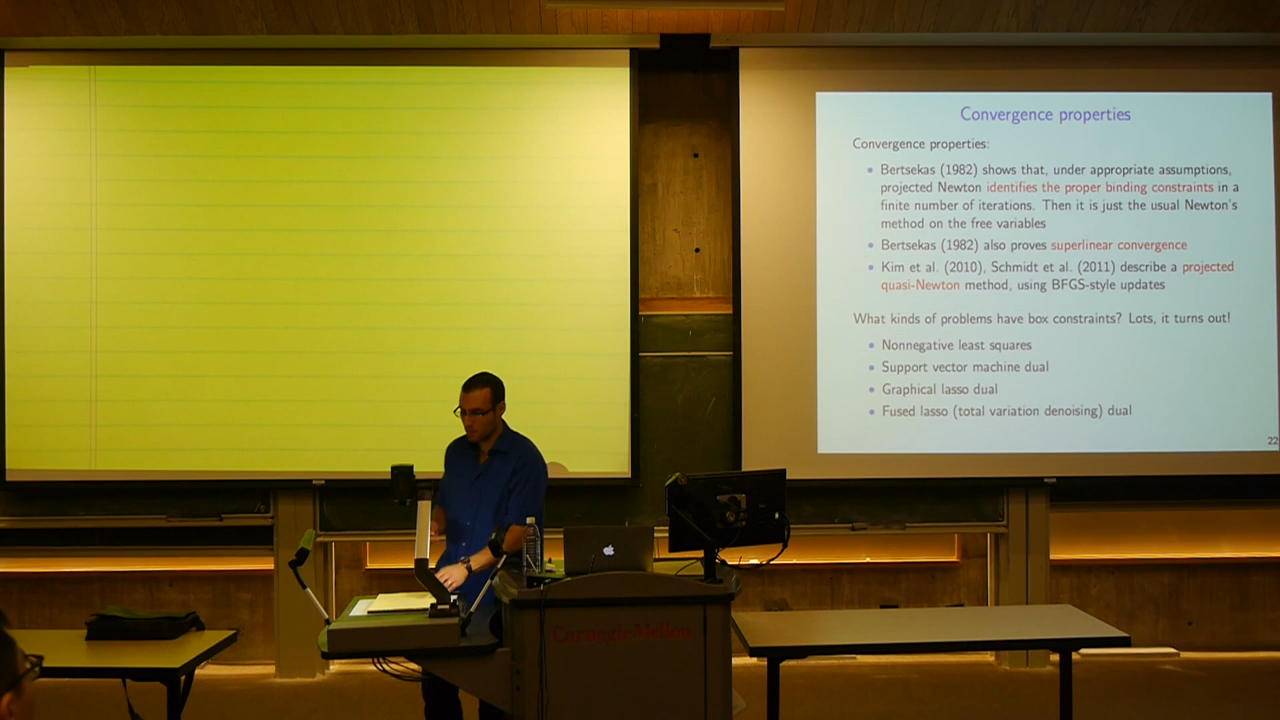 Convergence properties
Convergence properties:
• Bertsekas (1982) shows that, under appropriate assumptions,
projected Newton identifies the proper binding constraints in a
finite number of iterations. Then it is just the usual Newton's
method on the free variables
• Bertsekas (1982) also proves superlinear convergence
• Kim et al. (2010), Schmidt et al. (2011) describe a projected
quasi-Newton method, using BFGS-style updates
What kinds of problems have box constraints? Lots, it turns out!
• Nonnegative least squares
• Support vector machine dual
• Graphical lasso dual
• Fused lasso (total variation denoising) dual
22
Carnegie Mellon